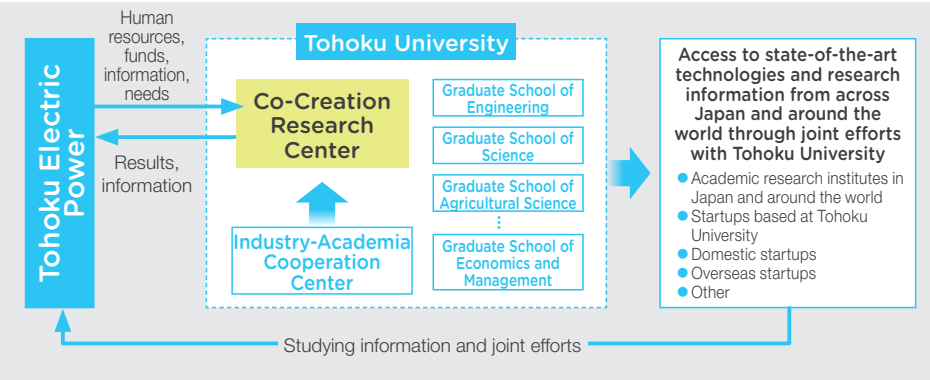 Tohoku Electric
Power
Human
resources,
funds,
information,
needs
Results,
information
Tohoku University
Co-Creation
Research
Center
Industry-Academia
Cooperation
Center
Graduate School of
Engineering
Graduate School of
Science
Graduate School of
Agricultural Science
⋮
Graduate School of
Economics and
Management
Access to state-of-the-art
technologies and research
information from across
Japan and around the
world through joint efforts
with Tohoku University
● Academic research institutes in
Japan and around the world
● Startups based at Tohoku
University
● Domestic startups
● Overseas startups
● Other
Studying information and joint efforts